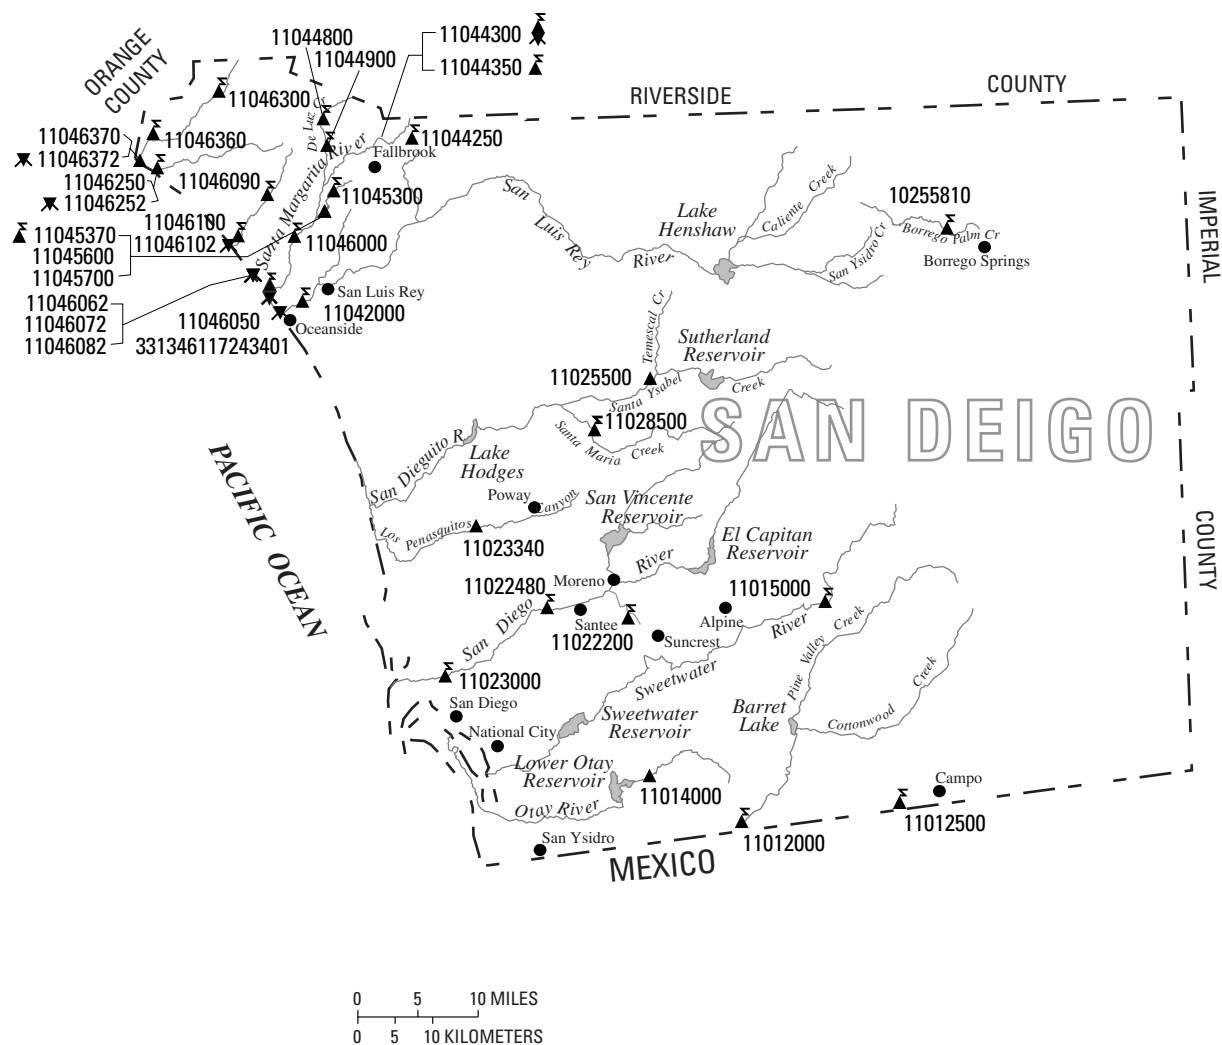 ORANGE
COUNTY
11044800
11044900
11044300
11044350
RIVERSIDE
COUNTY
11046300
De Luz Cr
11046370
11046360
11046372
11044250
Fallbrook
11046250
11046090
11046252
Santa Margarita River
11045300
11046100
11046102
11045370
11045600
11045700
11046000
San
Luis Rey
River
Lake
Henshaw
Caliente Creek
San Ysidro Cr
10255810
Borrego Palm Cr
Borrego Springs
IMPERIAL
COUNTY
San Luis Rey
11046062
11046072
11046082
11046050
11042000
Oceanside
331346117243401
Temescal Cr
Sutherland
Reservoir
11025500
Santa Ysabel
Creek
11028500
Santa Maria Creek
SAN DEIGO
San Dieguito R
Lake
Hodges
PACIFIC OCEAN
Poway
Los Penasquitos Canyon
11023340
San Vincente
Reservoir
El Capitan
Reservoir
River
Moreno
11022480
11015000
San Diego
Santee
11022200
Alpine
Suncrest
River
Pine Valley Creek
Creek
11023000
Sweetwater
San Diego
Barret
Lake
Cottonwood
Sweetwater
Reservoir
National City
Lower Otay
Reservoir
11014000
Otay River
Campo
11012500
11012000
San Ysidro
MEXICO
0 5 10 MILES
0 5 10 KILOMETERS